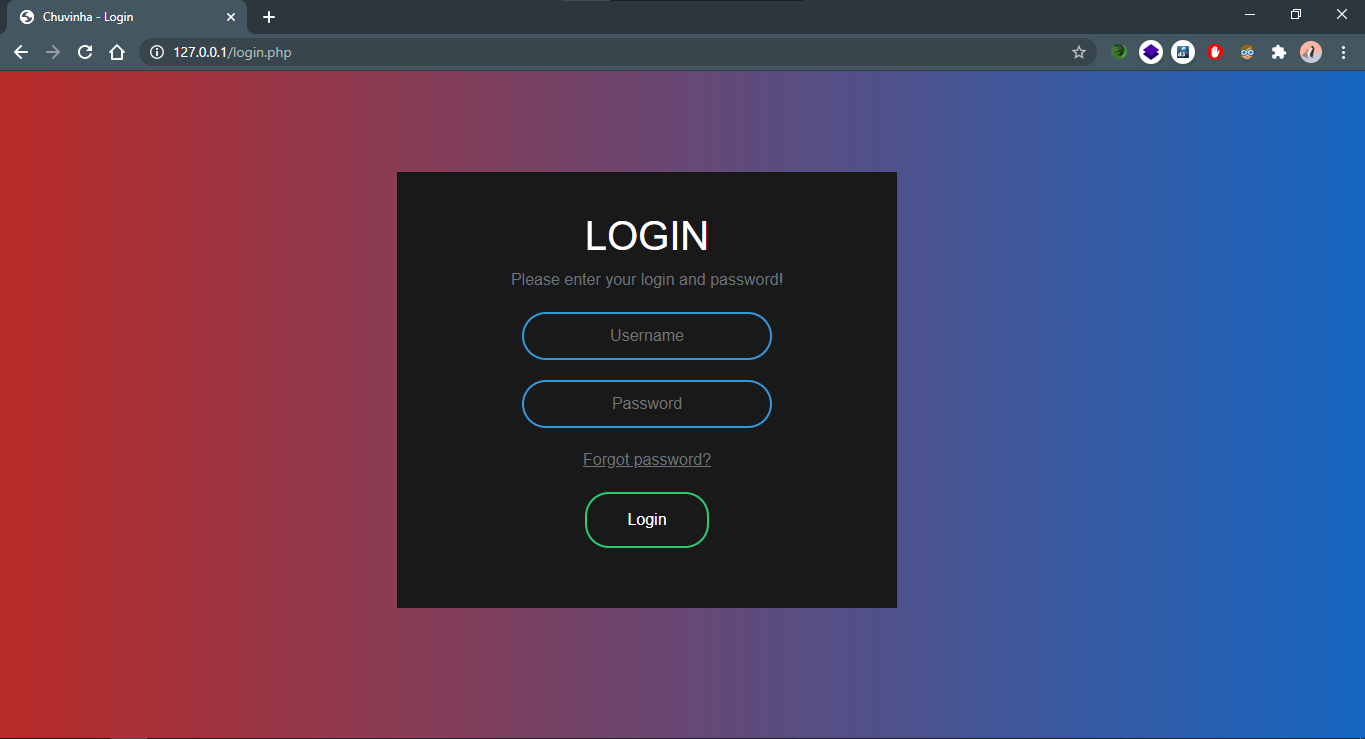 Chuvinha - Login
127.0.0.1/login.php
LOGIN
Please enter your login and password!
Username
Password
Forgot password?
Login